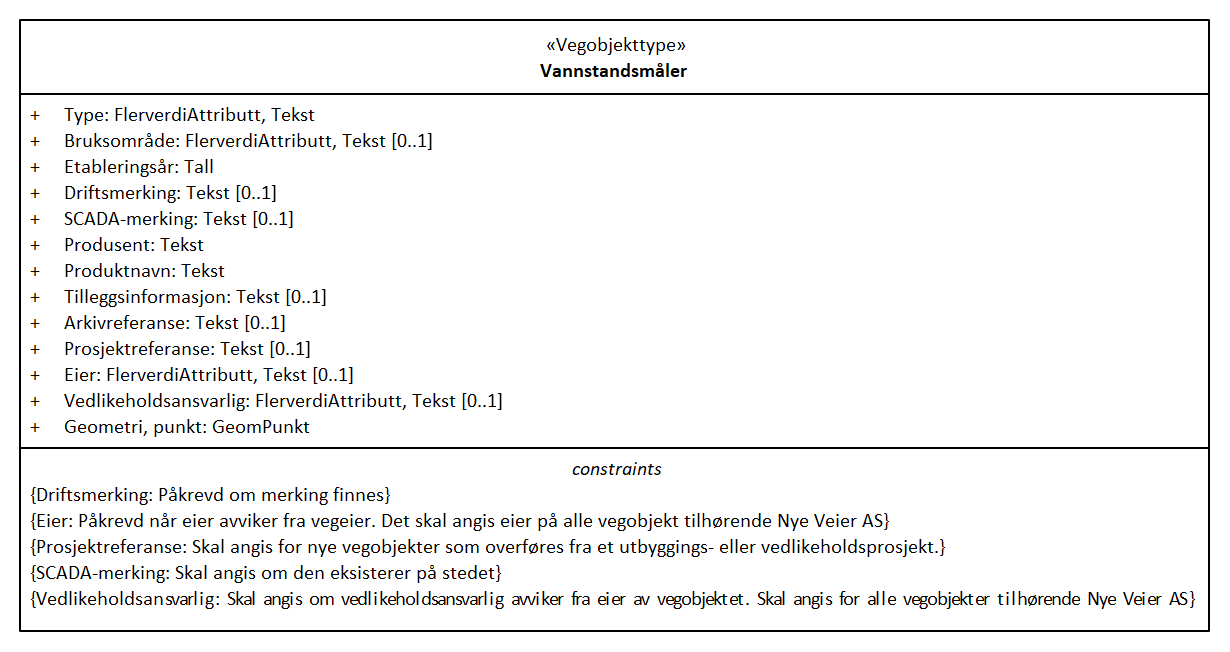 «Vegobjekttype»
Vannstandsmåler
+ Type: FlerverdiAttributt, Tekst
+ Bruksområde: FlerverdiAttributt, Tekst [0..1]
+ Etableringsår: Tall
+ Driftsmerking: Tekst [0..1]
+ SCADA-merking: Tekst [0..1]
+ Produsent: Tekst
+ Produktnavn: Tekst
+ Tilleggsinformasjon: Tekst [0..1]
+ Arkivreferanse: Tekst [0..1]
+ Prosjektreferanse: Tekst [0..1]
+ Eier: FlerverdiAttributt, Tekst [0..1]
+ Vedlikeholdsansvarlig: FlerverdiAttributt, Tekst [0..1]
+ Geometri, punkt: GeomPunkt
constraints
{Driftsmerking: Påkrevd om merking finnes}
{Eier: Påkrevd når eier avviker fra vegeier. Det skal angis eier på alle vegobjekt tilhørende Nye Veier AS}
{Prosjektreferanse: Skal angis for nye vegobjekter som overføres fra et utbyggings- eller vedlikeholdsprosjekt.}
{SCADA-merking: Skal angis om den eksisterer på stedet}
{Vedlikeholdsansvarlig: Skal angis om vedlikeholdsansvarlig avviker fra eier av vegobjektet. Skal angis for alle vegobjekter tilhørende Nye Veier AS}